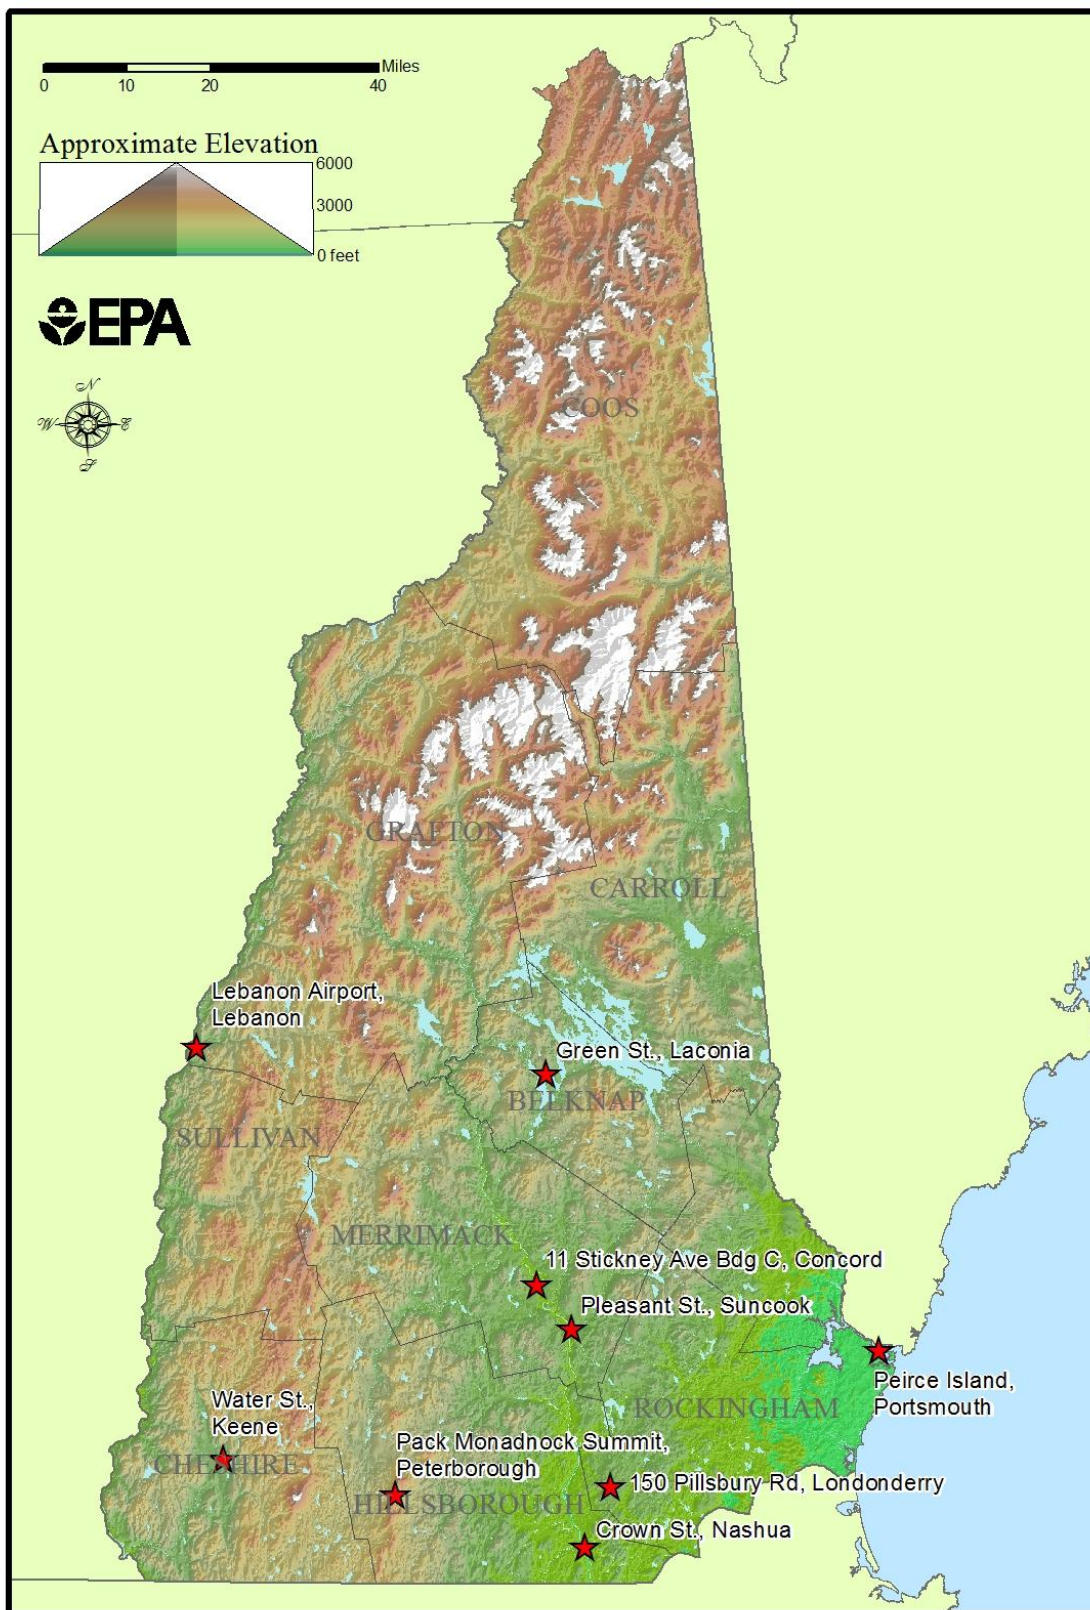 Miles
0 10 20 40
Approximate Elevation
6000
3000
0 feet
EPA
N
W E
S
COOS
GRAFTON
CARROLL
Lebanon Airport,
Lebanon
Green St., Laconia
BELKNAP
SULLIVAN
MERRIMACK
11 Stickney Ave Bdg C, Concord
Pleasant St., Suncook
Peirce Island,
Portsmouth
Water St.,
Keene
ROCKINGHAM
CHESHIRE
Pack Monadnock Summit,
Peterborough
HILLSBOROUGH
150 Pillsbury Rd, Londonderry
Crown St., Nashua